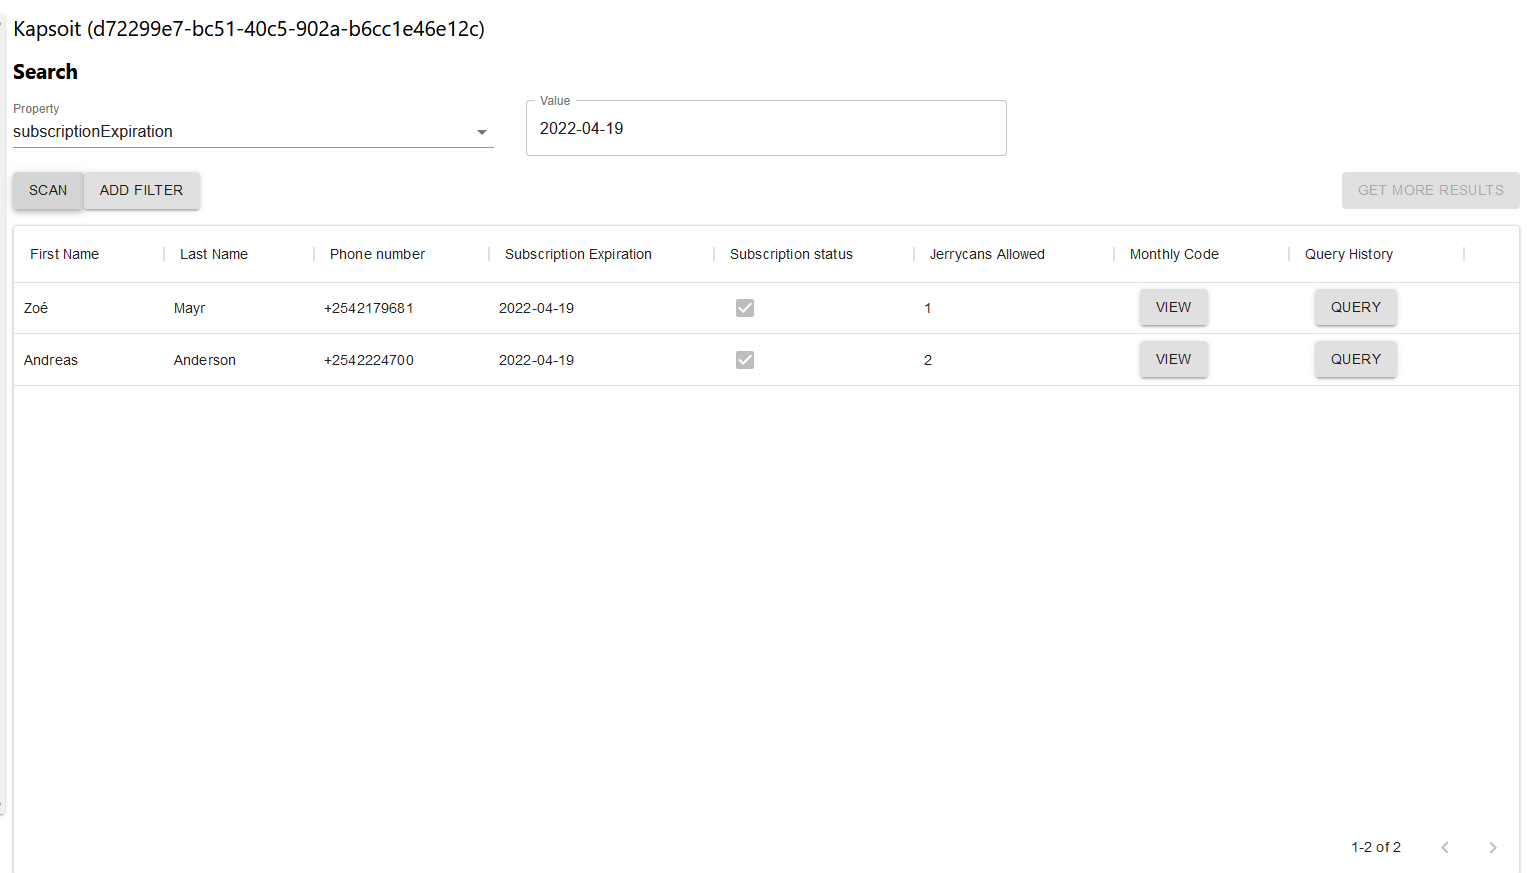 Kapsoit (d72299e7-bc51-40c5-902a-b6cc1e46e12c)
Search
Property
subscriptionExpiration
Value
2022-04-19
SCAN ADD FILTER GET MORE RESULTS
First Name Last Name Phone number Subscription Expiration Subscription status Jerrycans Allowed Monthly Code Query History
Zoé Mayr +2542179681 2022-04-19 1 VIEW QUERY
Andreas Anderson +2542224700 2022-04-19 2 VIEW QUERY
1-2 of 2